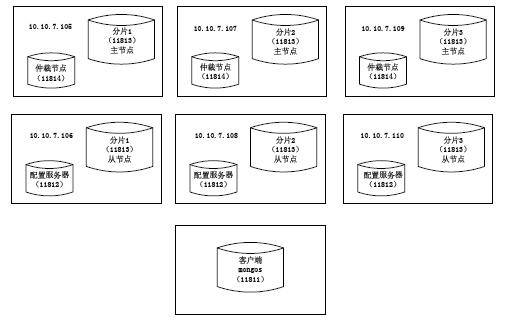 10.10.7.105
分片1
(11813)
主节点
仲裁节点
(11814)
10.10.7.107
分片2
(11813)
主节点
仲裁节点
(11814)
10.10.7.109
分片3
(11813)
主节点
仲裁节点
(11814)
10.10.7.106
分片1
(11813)
从节点
配置服务器
(11812)
10.10.7.108
分片2
(11813)
从节点
配置服务器
(11812)
10.10.7.110
分片3
(11813)
从节点
配置服务器
(11812)
客户端
mongos
(11811)